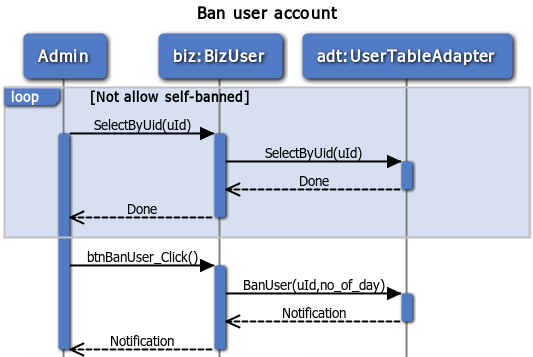 Ban user account
Admin
biz:BizUser
adt:UserTableAdapter
loop
[Not allow self-banned]
SelectByUid(uId)
SelectByUid(uId)
Done
Done
btnBanUser_Click()
BanUser(uId,no_of_day)
Notification
Notification